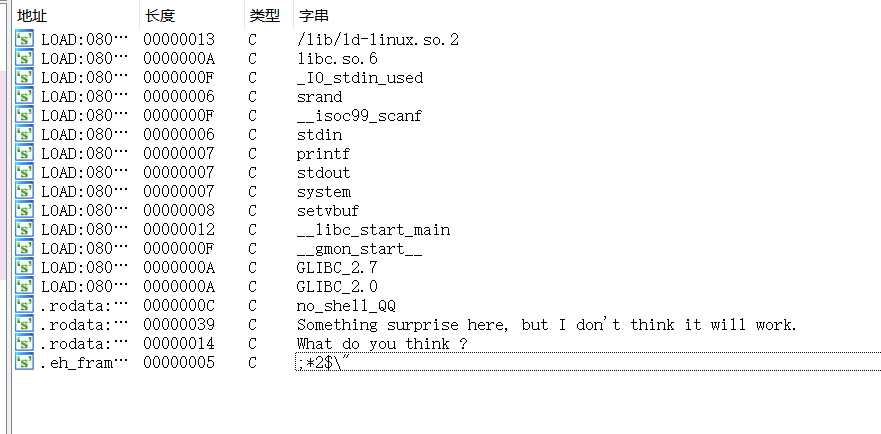 地址 长度 类型 字串
's' LOAD:080… 00000013 C /lib/ld-linux.so.2
's' LOAD:080… 0000000A C libc.so.6
's' LOAD:080… 0000000F C _IO_stdin_used
's' LOAD:080… 00000006 C srand
's' LOAD:080… 0000000F C __isoc99_scanf
's' LOAD:080… 00000006 C stdin
's' LOAD:080… 00000007 C printf
's' LOAD:080… 00000007 C stdout
's' LOAD:080… 00000007 C system
's' LOAD:080… 00000008 C setvbuf
's' LOAD:080… 00000012 C __libc_start_main
's' LOAD:080… 0000000F C __gmon_start__
's' LOAD:080… 0000000A C GLIBC_2.7
's' LOAD:080… 0000000A C GLIBC_2.0
's' .rodata:… 0000000C C no_shell_QQ
's' .rodata:… 00000039 C Something surprise here, but I don't think it will work.
's' .rodata:… 00000014 C What do you think ?
's' .eh_fram… 00000005 C ;*2$\"